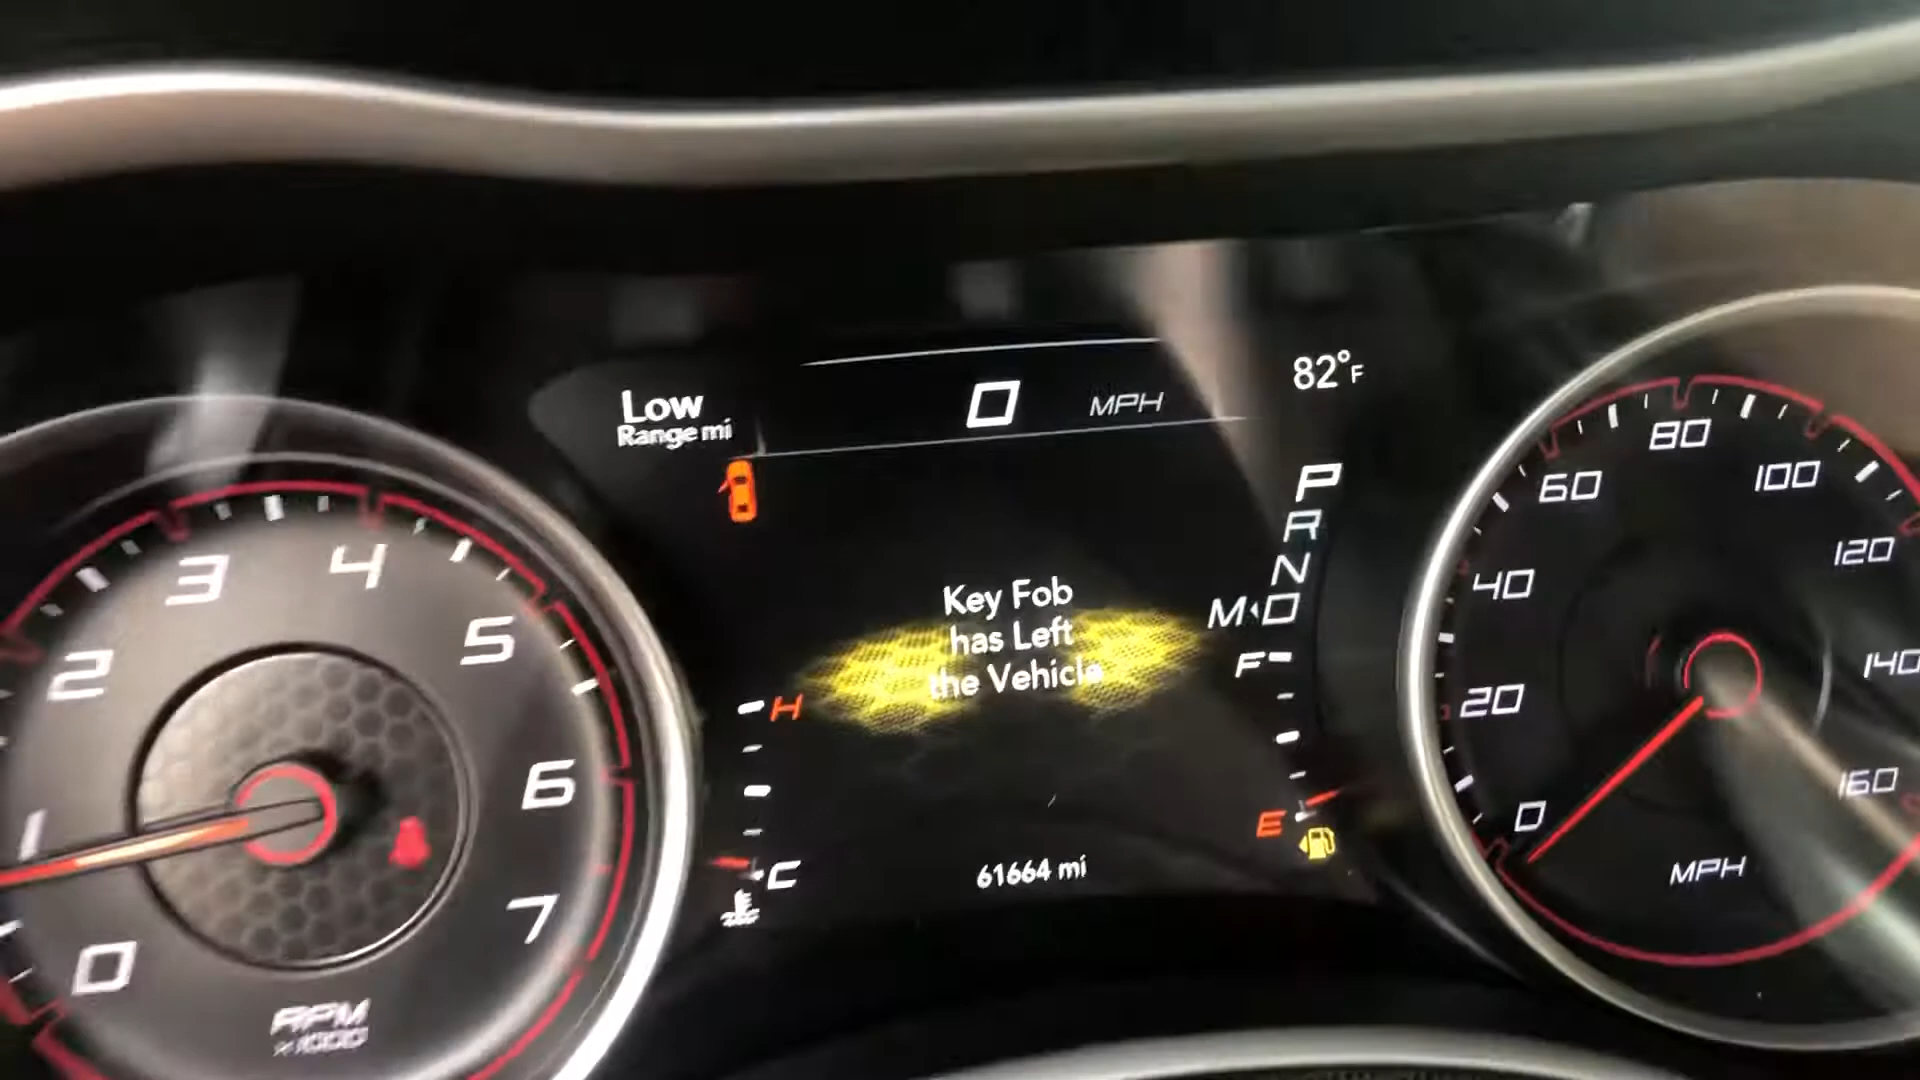 Low
Range mi
0 MPH
82°F
P
R
N
M D
Key Fob
has Left
the Vehicle
H
C
F
E
61664 mi
0
1
2
3
4
5
6
7
RPM
x1000
0
20
40
60
80
100
120
140
160
MPH